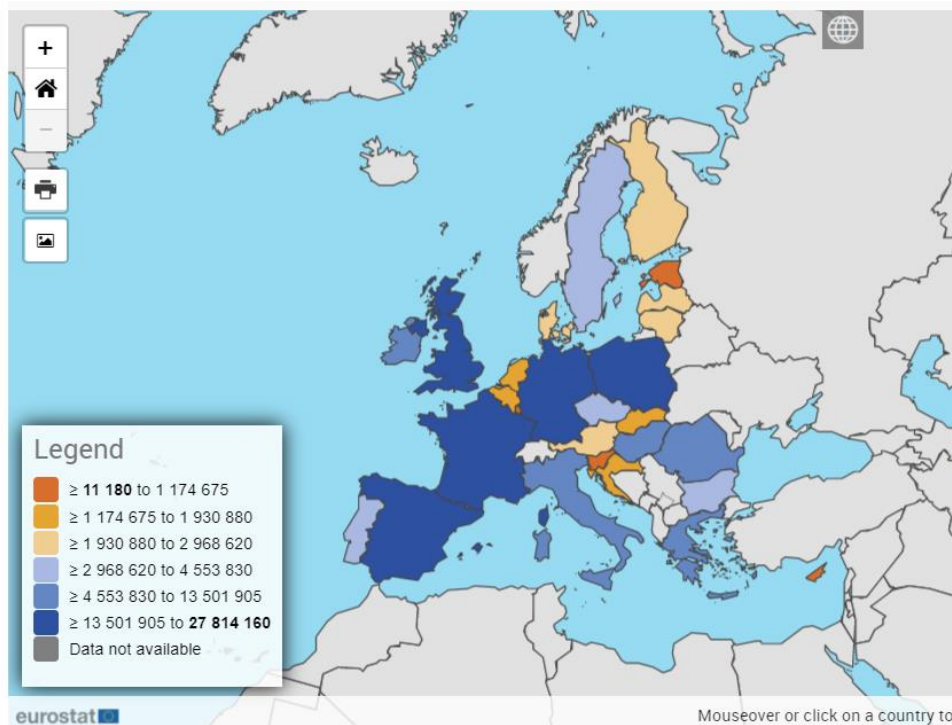 +
−
Legend
≥ 11 180 to 1 174 675
≥ 1 174 675 to 1 930 880
≥ 1 930 880 to 2 968 620
≥ 2 968 620 to 4 553 830
≥ 4 553 830 to 13 501 905
≥ 13 501 905 to 27 814 160
Data not available
eurostat
Mouseover or click on a country to